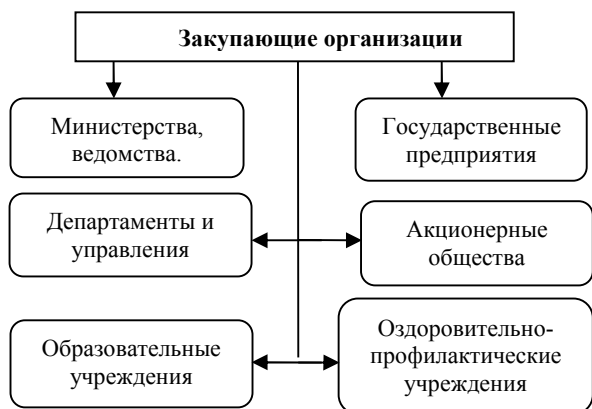 Закупающие организации
Министерства,
ведомства.
Государственные
предприятия
Департаменты и
управления
Акционерные
общества
Образовательные
учреждения
Оздоровительно-
профилактические
учреждения